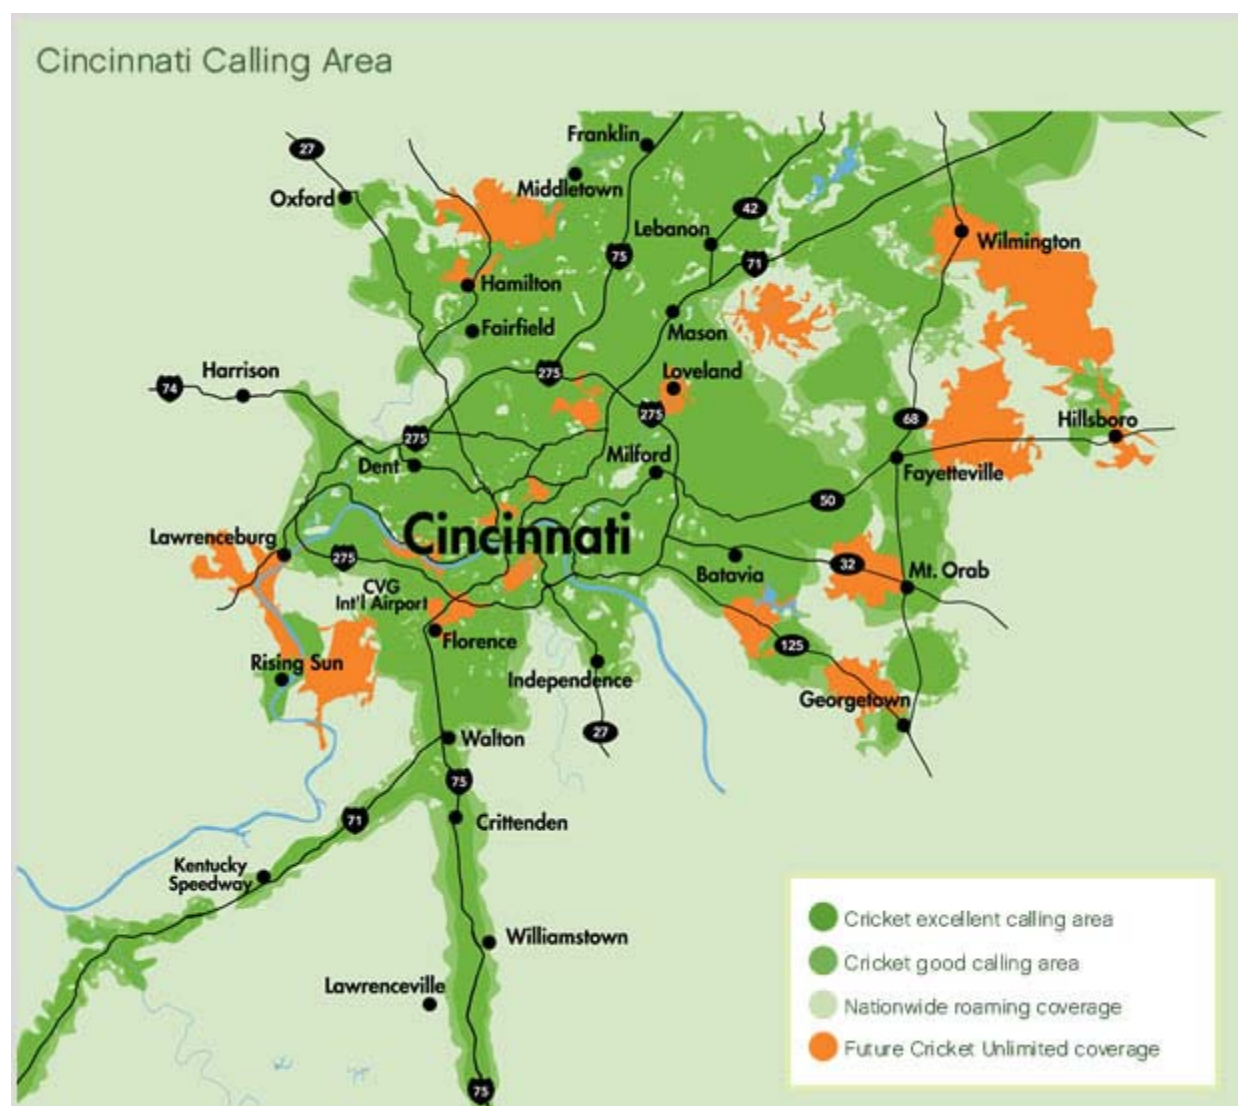 Cincinnati Calling Area
Franklin
27
Middletown
Oxford
42
Lebanon
Wilmington
75
71
Hamilton
Fairfield
Mason
Harrison
275
Loveland
74
275
68
Hillsboro
275
Milford
Dent
Fayetteville
50
Cincinnati
Lawrenceburg
275
32
Batavia
Mt. Orab
CVG
Int'l Airport
Florence
125
Rising Sun
Independence
Georgetown
27
Walton
75
71
Crittenden
Kentucky
Speedway
Williamstown
Lawrenceville
75
Cricket excellent calling area
Cricket good calling area
Nationwide roaming coverage
Future Cricket Unlimited coverage